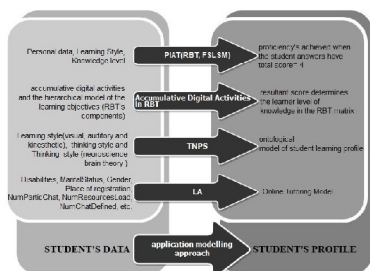 Personal data, Learning Style,
Knowledge level
PIAT(RBT, FSLSM)
proficiency's achieved when
the student answers have
total score= 4
accumulative digital activities
and the hierarchical model of the
learning objectives (RBT's
components)
Accumulative Digital Activities
In RBT
resultant score determines
the learner level of
knowledge in the RBT matrix
Learning style(visual, auditory and
kinesthetic), thinking style and
Thinking style (neuroscience
brain theory )
TNPS
ontological
model of student learning profile
Disabilities, MaritalStatus, Gender,
Place of registration
NumParticChat, NumResourcesLoad,
NumChatDefined, etc.
LA
Online Tutoring Model
STUDENT'S DATA
application modelling
approach
STUDENT'S PROFILE